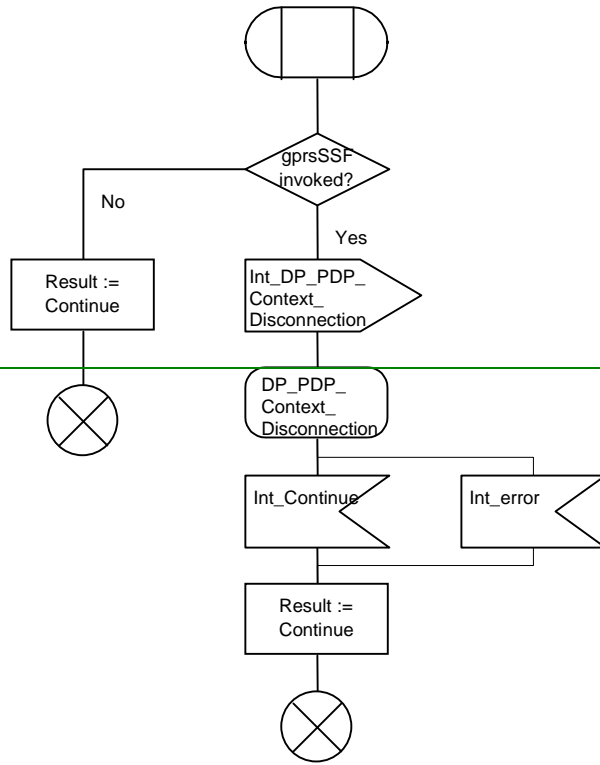 gprsSSF
invoked?
No
Yes
Result :=
Continue
Int_DP_PDP_
Context_
Disconnection
DP_PDP_
Context_
Disconnection
Int_Continue
Int_error
Result :=
Continue